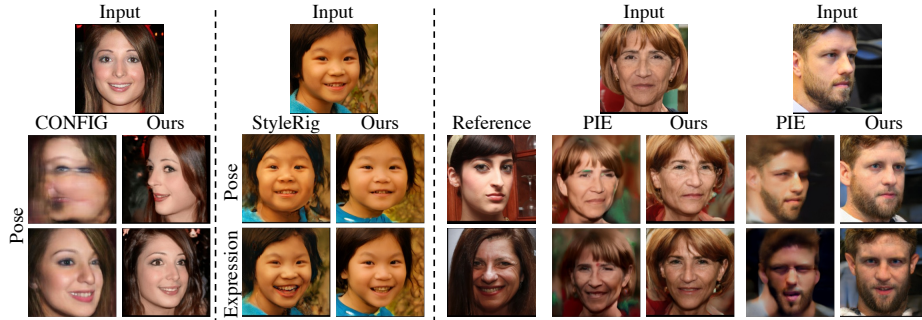 Input
Input
Input
Input
CONFIG
Ours
StyleRig
Ours
Reference
PIE
Ours
PIE
Ours
Pose
Pose
Expression